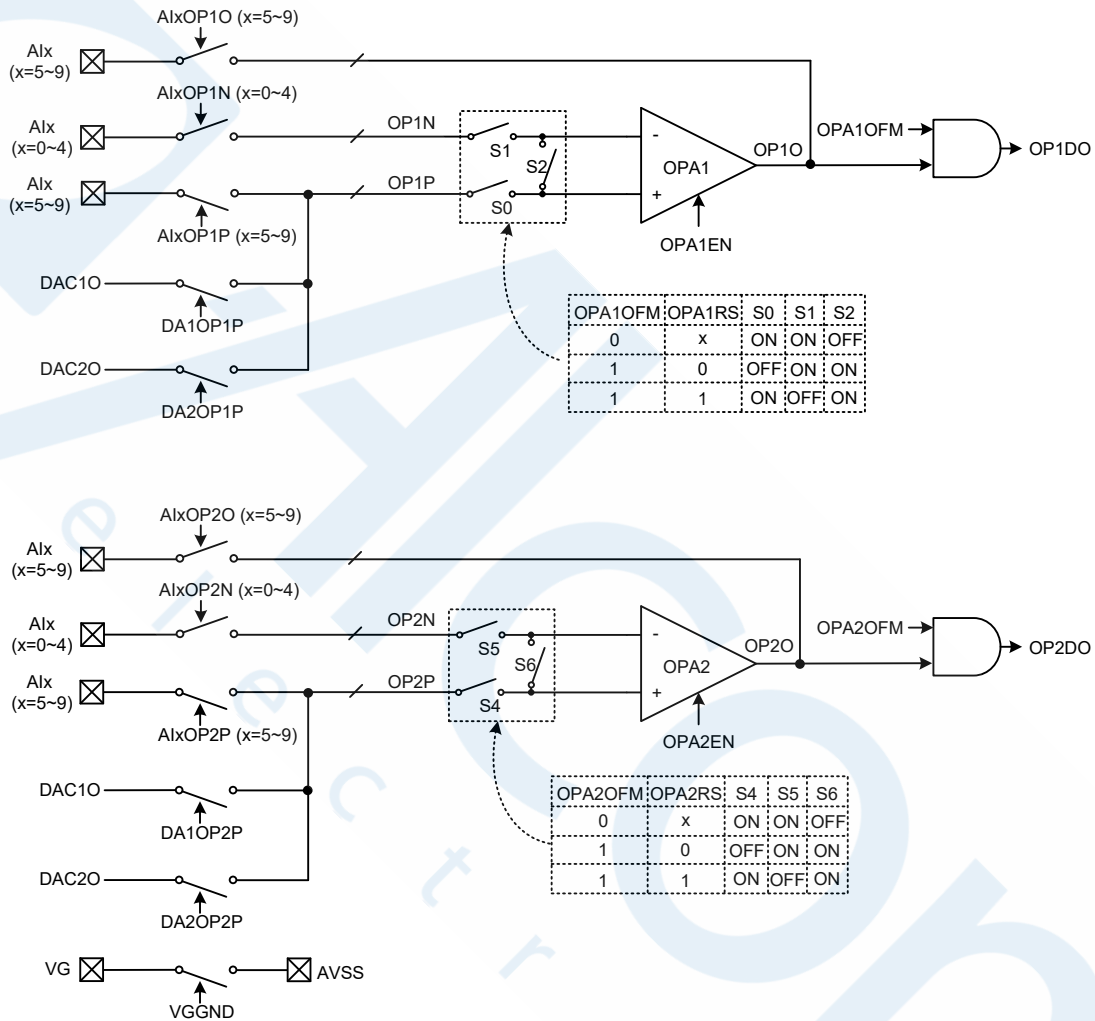 AIxOP1O (x=5~9)
AIx
(x=5~9)
AIxOP1N (x=0~4)
AIx
(x=0~4)
OP1N
S1
S2
OPA1
-
+
OP1O
OPA1OFM
OP1DO
AIx
(x=5~9)
OP1P
S0
AIxOP1P (x=5~9)
OPA1EN
DAC1O
DA1OP1P
OPA1OFM OPA1RS S0 S1 S2
0 x ON ON OFF
1 0 OFF ON ON
1 1 ON OFF ON
DAC2O
DA2OP1P
AIxOP2O (x=5~9)
AIx
(x=5~9)
AIxOP2N (x=0~4)
AIx
(x=0~4)
OP2N
S5
S6
OPA2
-
+
OP2O
OPA2OFM
OP2DO
AIx
(x=5~9)
OP2P
S4
AIxOP2P (x=5~9)
OPA2EN
DAC1O
DA1OP2P
OPA2OFM OPA2RS S4 S5 S6
0 x ON ON OFF
1 0 OFF ON ON
1 1 ON OFF ON
DAC2O
DA2OP2P
VG
AVSS
VGGND
e l e c t r